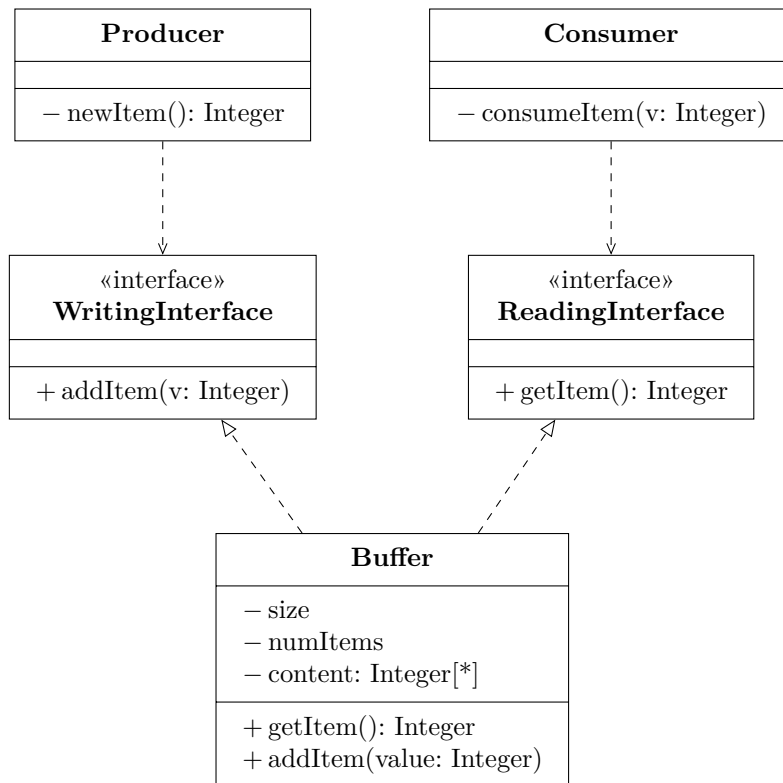 Producer
− newItem(): Integer
Consumer
− consumeItem(v: Integer)
«interface»
WritingInterface
+ addItem(v: Integer)
«interface»
ReadingInterface
+ getItem(): Integer
Buffer
− size
− numItems
− content: Integer[*]
+ getItem(): Integer
+ addItem(value: Integer)